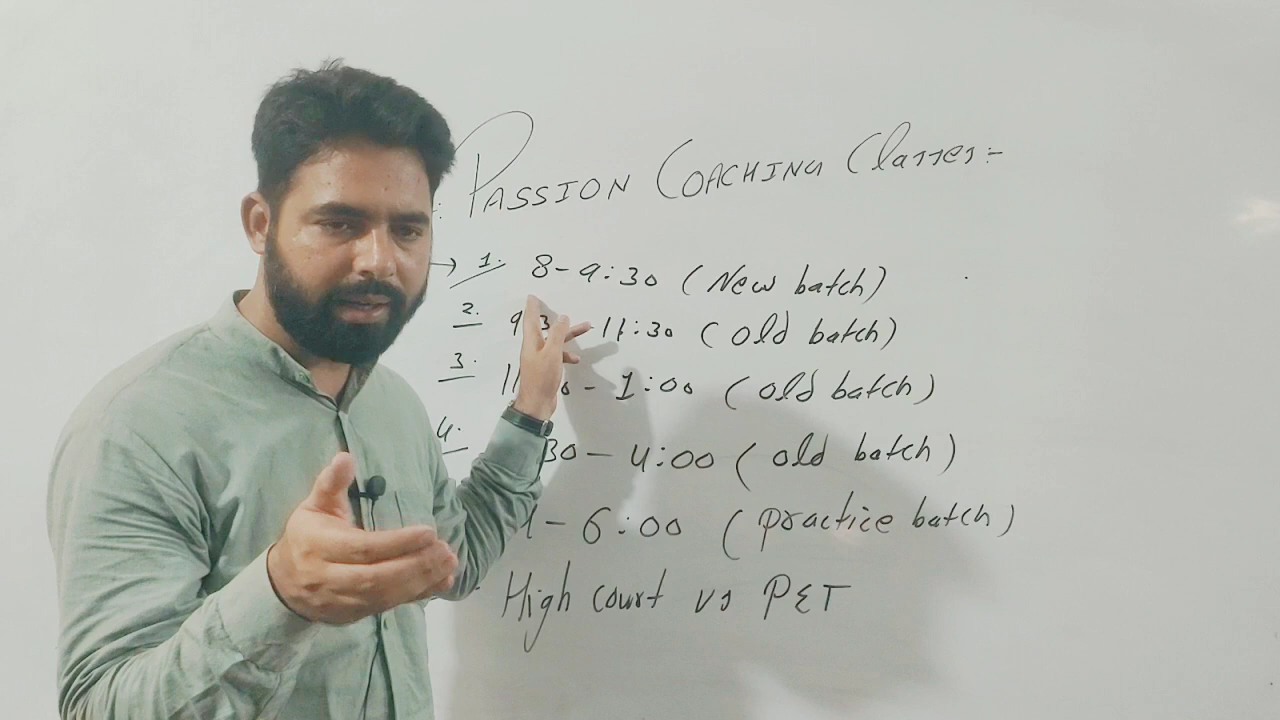 : PASSION COACHING Classes:-
→ 1. 8-9:30 (New batch)
2. 9:3 - 11:30 (old batch)
3. 11 0 - 1:00 (old batch)
4. 30 - 4:00 (old batch)
4 - 6:00 (practice batch)
High court vs PET